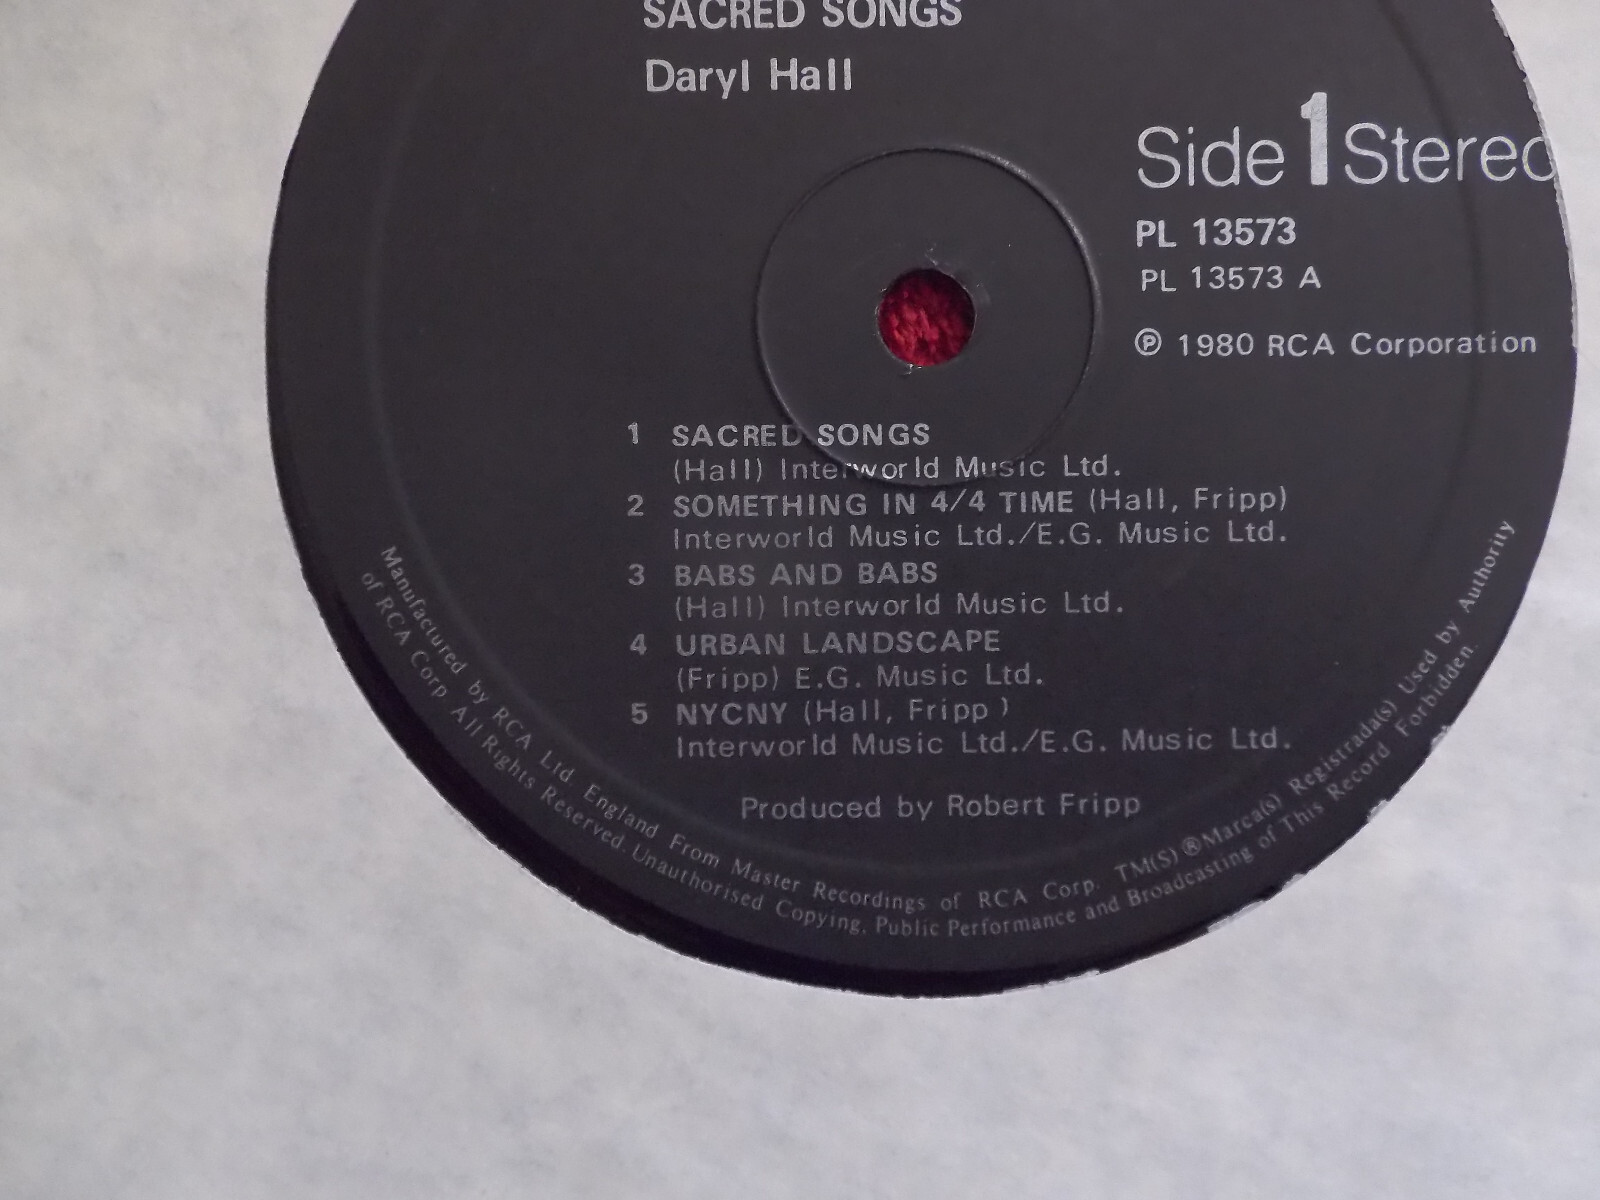 SACRED SONGS
Daryl Hall
Side 1 Stereo
PL 13573
PL 13573 A
℗ 1980 RCA Corporation
1 SACRED SONGS
(Hall) Interworld Music Ltd.
2 SOMETHING IN 4/4 TIME (Hall, Fripp)
Interworld Music Ltd./E.G. Music Ltd.
3 BABS AND BABS
(Hall) Interworld Music Ltd.
4 URBAN LANDSCAPE
(Fripp) E.G. Music Ltd.
5 NYCNY (Hall, Fripp )
Interworld Music Ltd./E.G. Music Ltd.
Produced by Robert Fripp
Manufactured by RCA Ltd. England From Master Recordings of RCA Corp. TM(S) ® Marca(s) Registrada(s) Used by Authority
of RCA Corp All Rights Reserved. Unauthorised Copying, Public Performance and Broadcasting of This Record Forbidden.